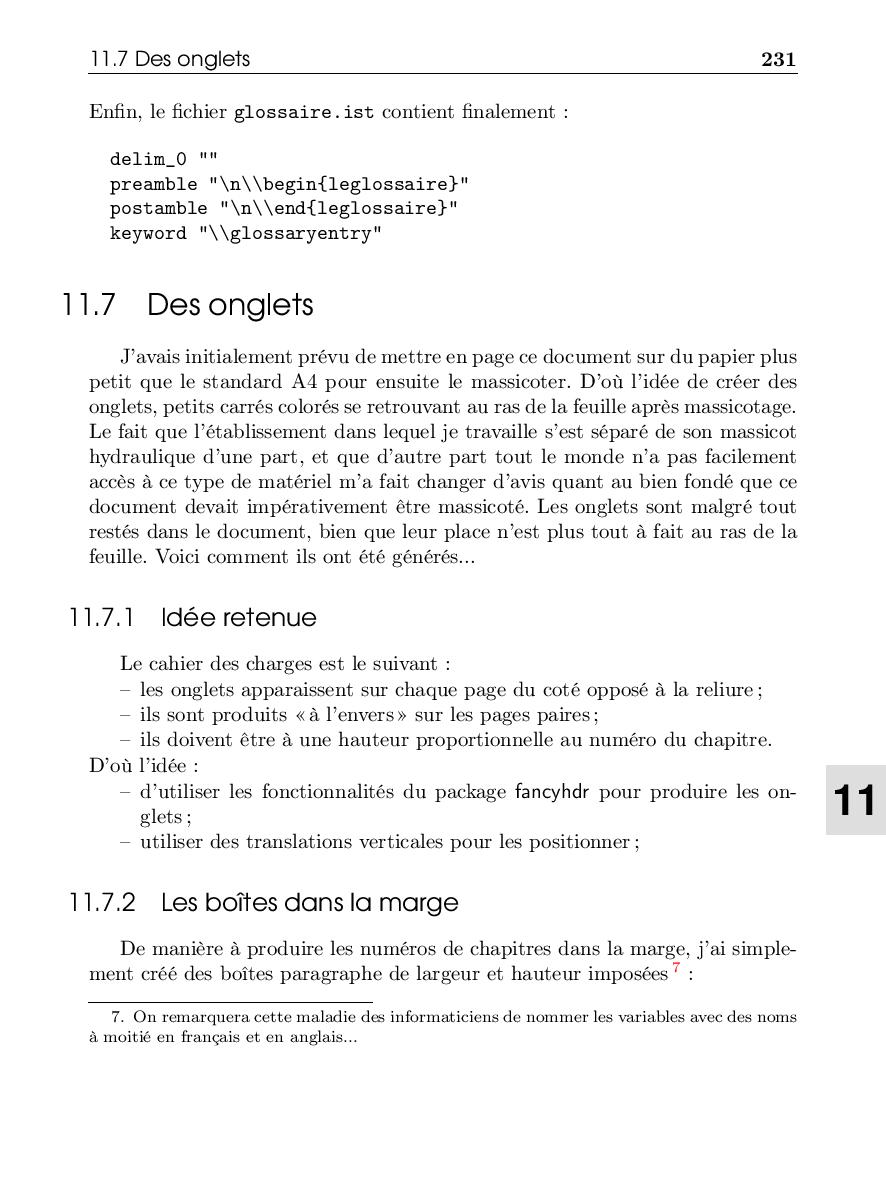 11.7 Des onglets 231
Enfin, le fichier glossaire.ist contient finalement :
delim_0 ""
preamble "\n\\begin{leglossaire}"
postamble "\n\\end{leglossaire}"
keyword "\\glossaryentry"
11.7 Des onglets
J'avais initialement prévu de mettre en page ce document sur du papier plus
petit que le standard A4 pour ensuite le massicoter. D'où l'idée de créer des
onglets, petits carrés colorés se retrouvant au ras de la feuille après massicotage.
Le fait que l'établissement dans lequel je travaille s'est séparé de son massicot
hydraulique d'une part, et que d'autre part tout le monde n'a pas facilement
accès à ce type de matériel m'a fait changer d'avis quant au bien fondé que ce
document devait impérativement être massicoté. Les onglets sont malgré tout
restés dans le document, bien que leur place n'est plus tout à fait au ras de la
feuille. Voici comment ils ont été générés...
11.7.1 Idée retenue
Le cahier des charges est le suivant :
– les onglets apparaissent sur chaque page du coté opposé à la reliure ;
– ils sont produits « à l'envers » sur les pages paires ;
– ils doivent être à une hauteur proportionnelle au numéro du chapitre.
D'où l'idée :
– d'utiliser les fonctionnalités du package fancyhdr pour produire les on-
glets ;
– utiliser des translations verticales pour les positionner ;
11
11.7.2 Les boîtes dans la marge
De manière à produire les numéros de chapitres dans la marge, j'ai simple-
ment créé des boîtes paragraphe de largeur et hauteur imposées 7 :
7. On remarquera cette maladie des informaticiens de nommer les variables avec des noms
à moitié en français et en anglais...